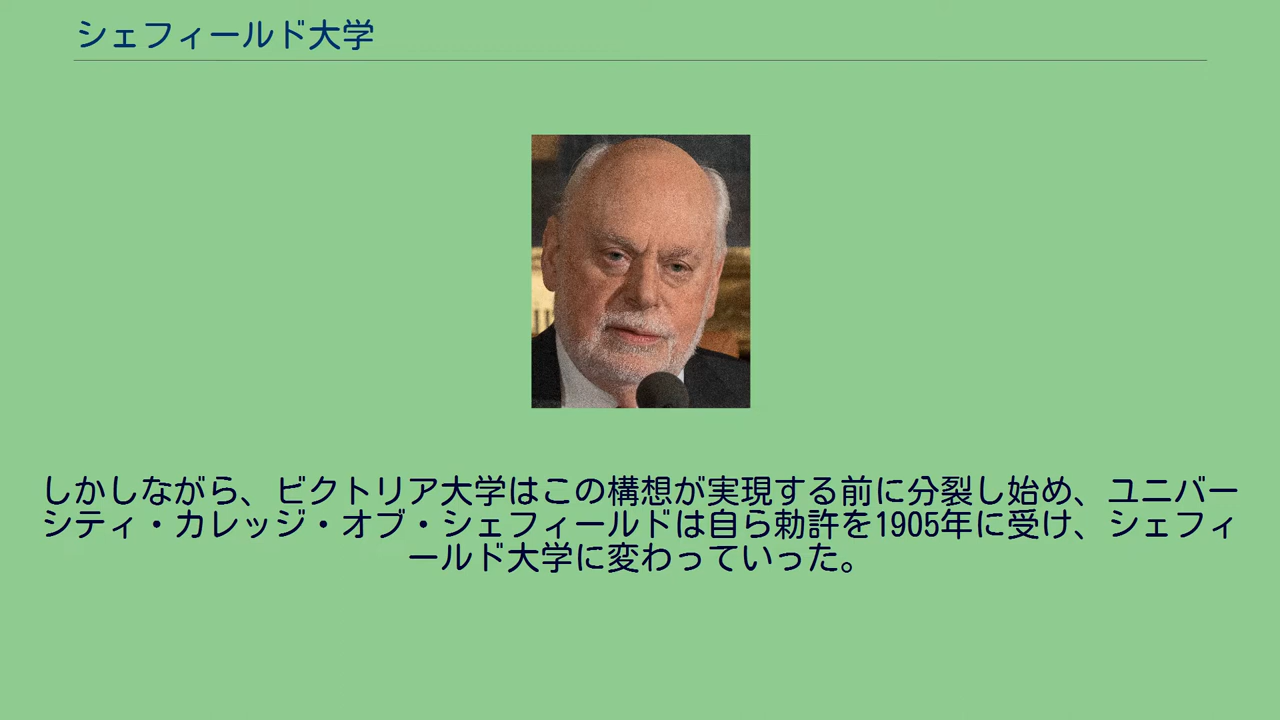 シェフィールド大学
しかしながら、ビクトリア大学はこの構想が実現する前に分裂し始め、ユニバー
シティ・カレッジ・オブ・シェフィールドは自ら勅許を1905年に受け、シェフィ
ールド大学に変わっていった。